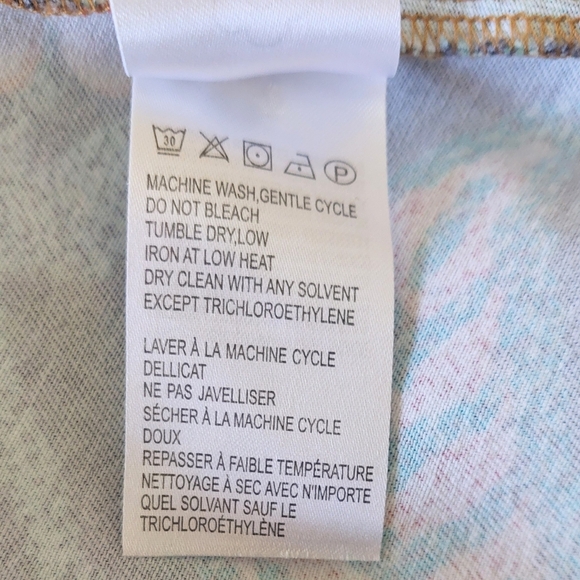 30 P
MACHINE WASH,GENTLE CYCLE
DO NOT BLEACH
TUMBLE DRY,LOW
IRON AT LOW HEAT
DRY CLEAN WITH ANY SOLVENT
EXCEPT TRICHLOROETHYLENE
LAVER À LA MACHINE CYCLE
DELLICAT
NE PAS JAVELLISER
SÉCHER À LA MACHINE CYCLE
DOUX
REPASSER À FAIBLE TEMPÉRATURE
NETTOYAGE À SEC AVEC N'IMPORTE
QUEL SOLVANT SAUF LE
TRICHLOROÉTHYLÈNE